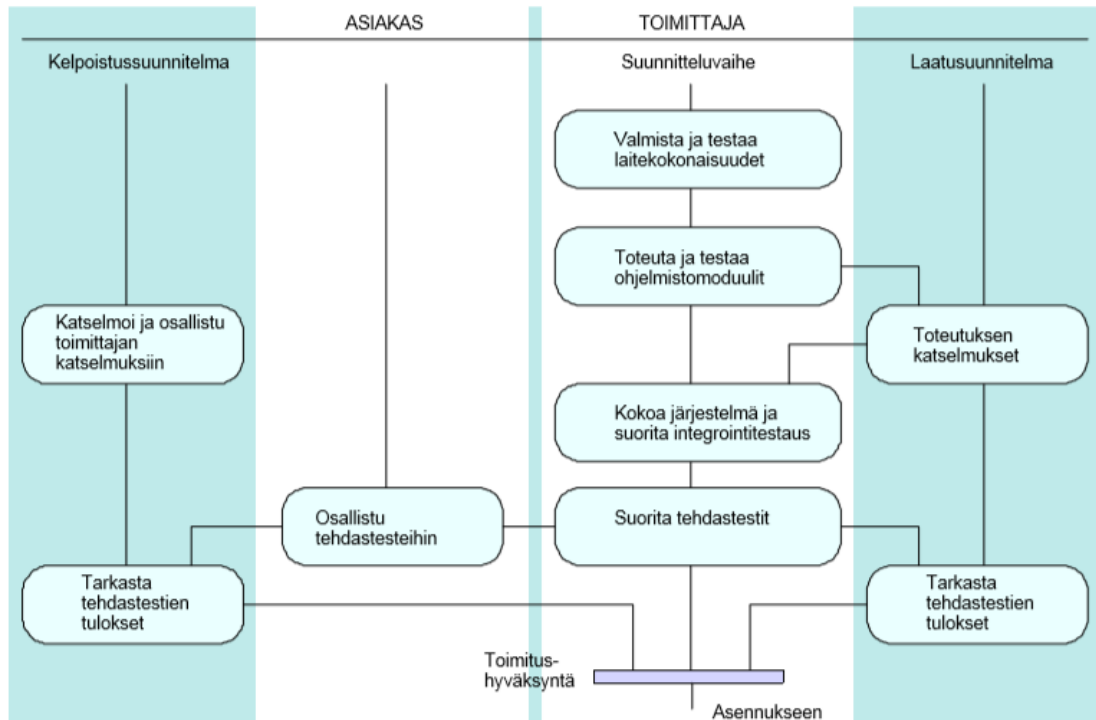 ASIAKAS
TOIMITTAJA
Kelpoistussuunnitelma
Suunnitteluvaihe
Laatusuunnitelma
Valmista ja testaa
laitekokonaisuudet
Toteuta ja testaa
ohjelmistomoduulit
Katselmoi ja osallistu
toimittajan
katselmuksiin
Toteutuksen
katselmukset
Kokoa järjestelmä ja
suorita integrointitestaus
Osallistu
tehdastesteihin
Suorita tehdastestit
Tarkasta
tehdastestien
tulokset
Tarkasta
tehdastestien
tulokset
Toimitus-
hyväksyntä
Asennukseen